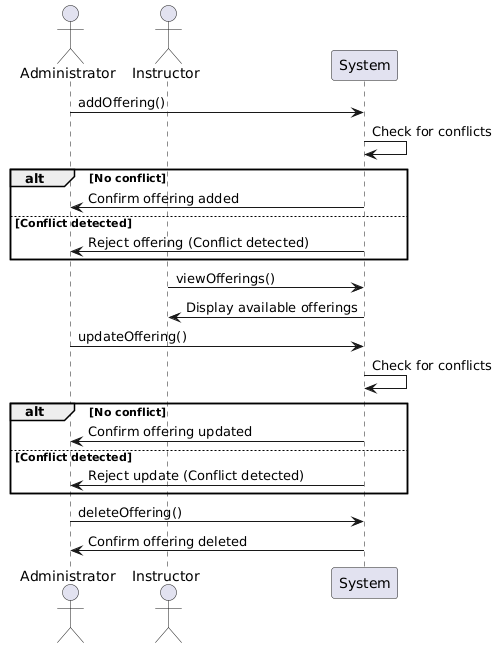 Administrator
Instructor
System
addOffering()
Check for conflicts
alt
[No conflict]
Confirm offering added
[Conflict detected]
Reject offering (Conflict detected)
viewOfferings()
Display available offerings
updateOffering()
Check for conflicts
alt
[No conflict]
Confirm offering updated
[Conflict detected]
Reject update (Conflict detected)
deleteOffering()
Confirm offering deleted
Administrator
Instructor
System